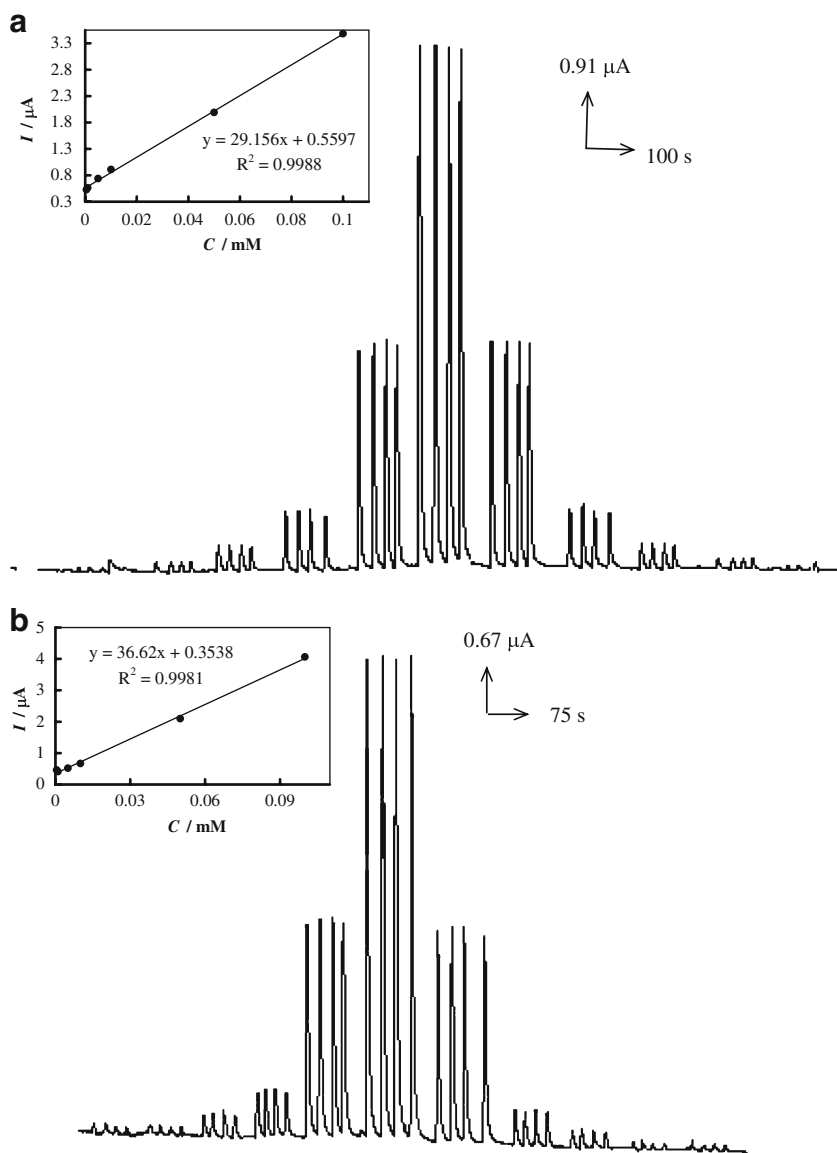 a
3.3
2.8
2.3
1.8
1.3
0.8
0.3
I / μA
y = 29.156x + 0.5597
R² = 0.9988
0 0.02 0.04 0.06 0.08 0.1
C / mM
0.91 μA
100 s
b
5
4
3
2
1
0
I / μA
y = 36.62x + 0.3538
R² = 0.9981
0 0.03 0.06 0.09
C / mM
0.67 μA
75 s